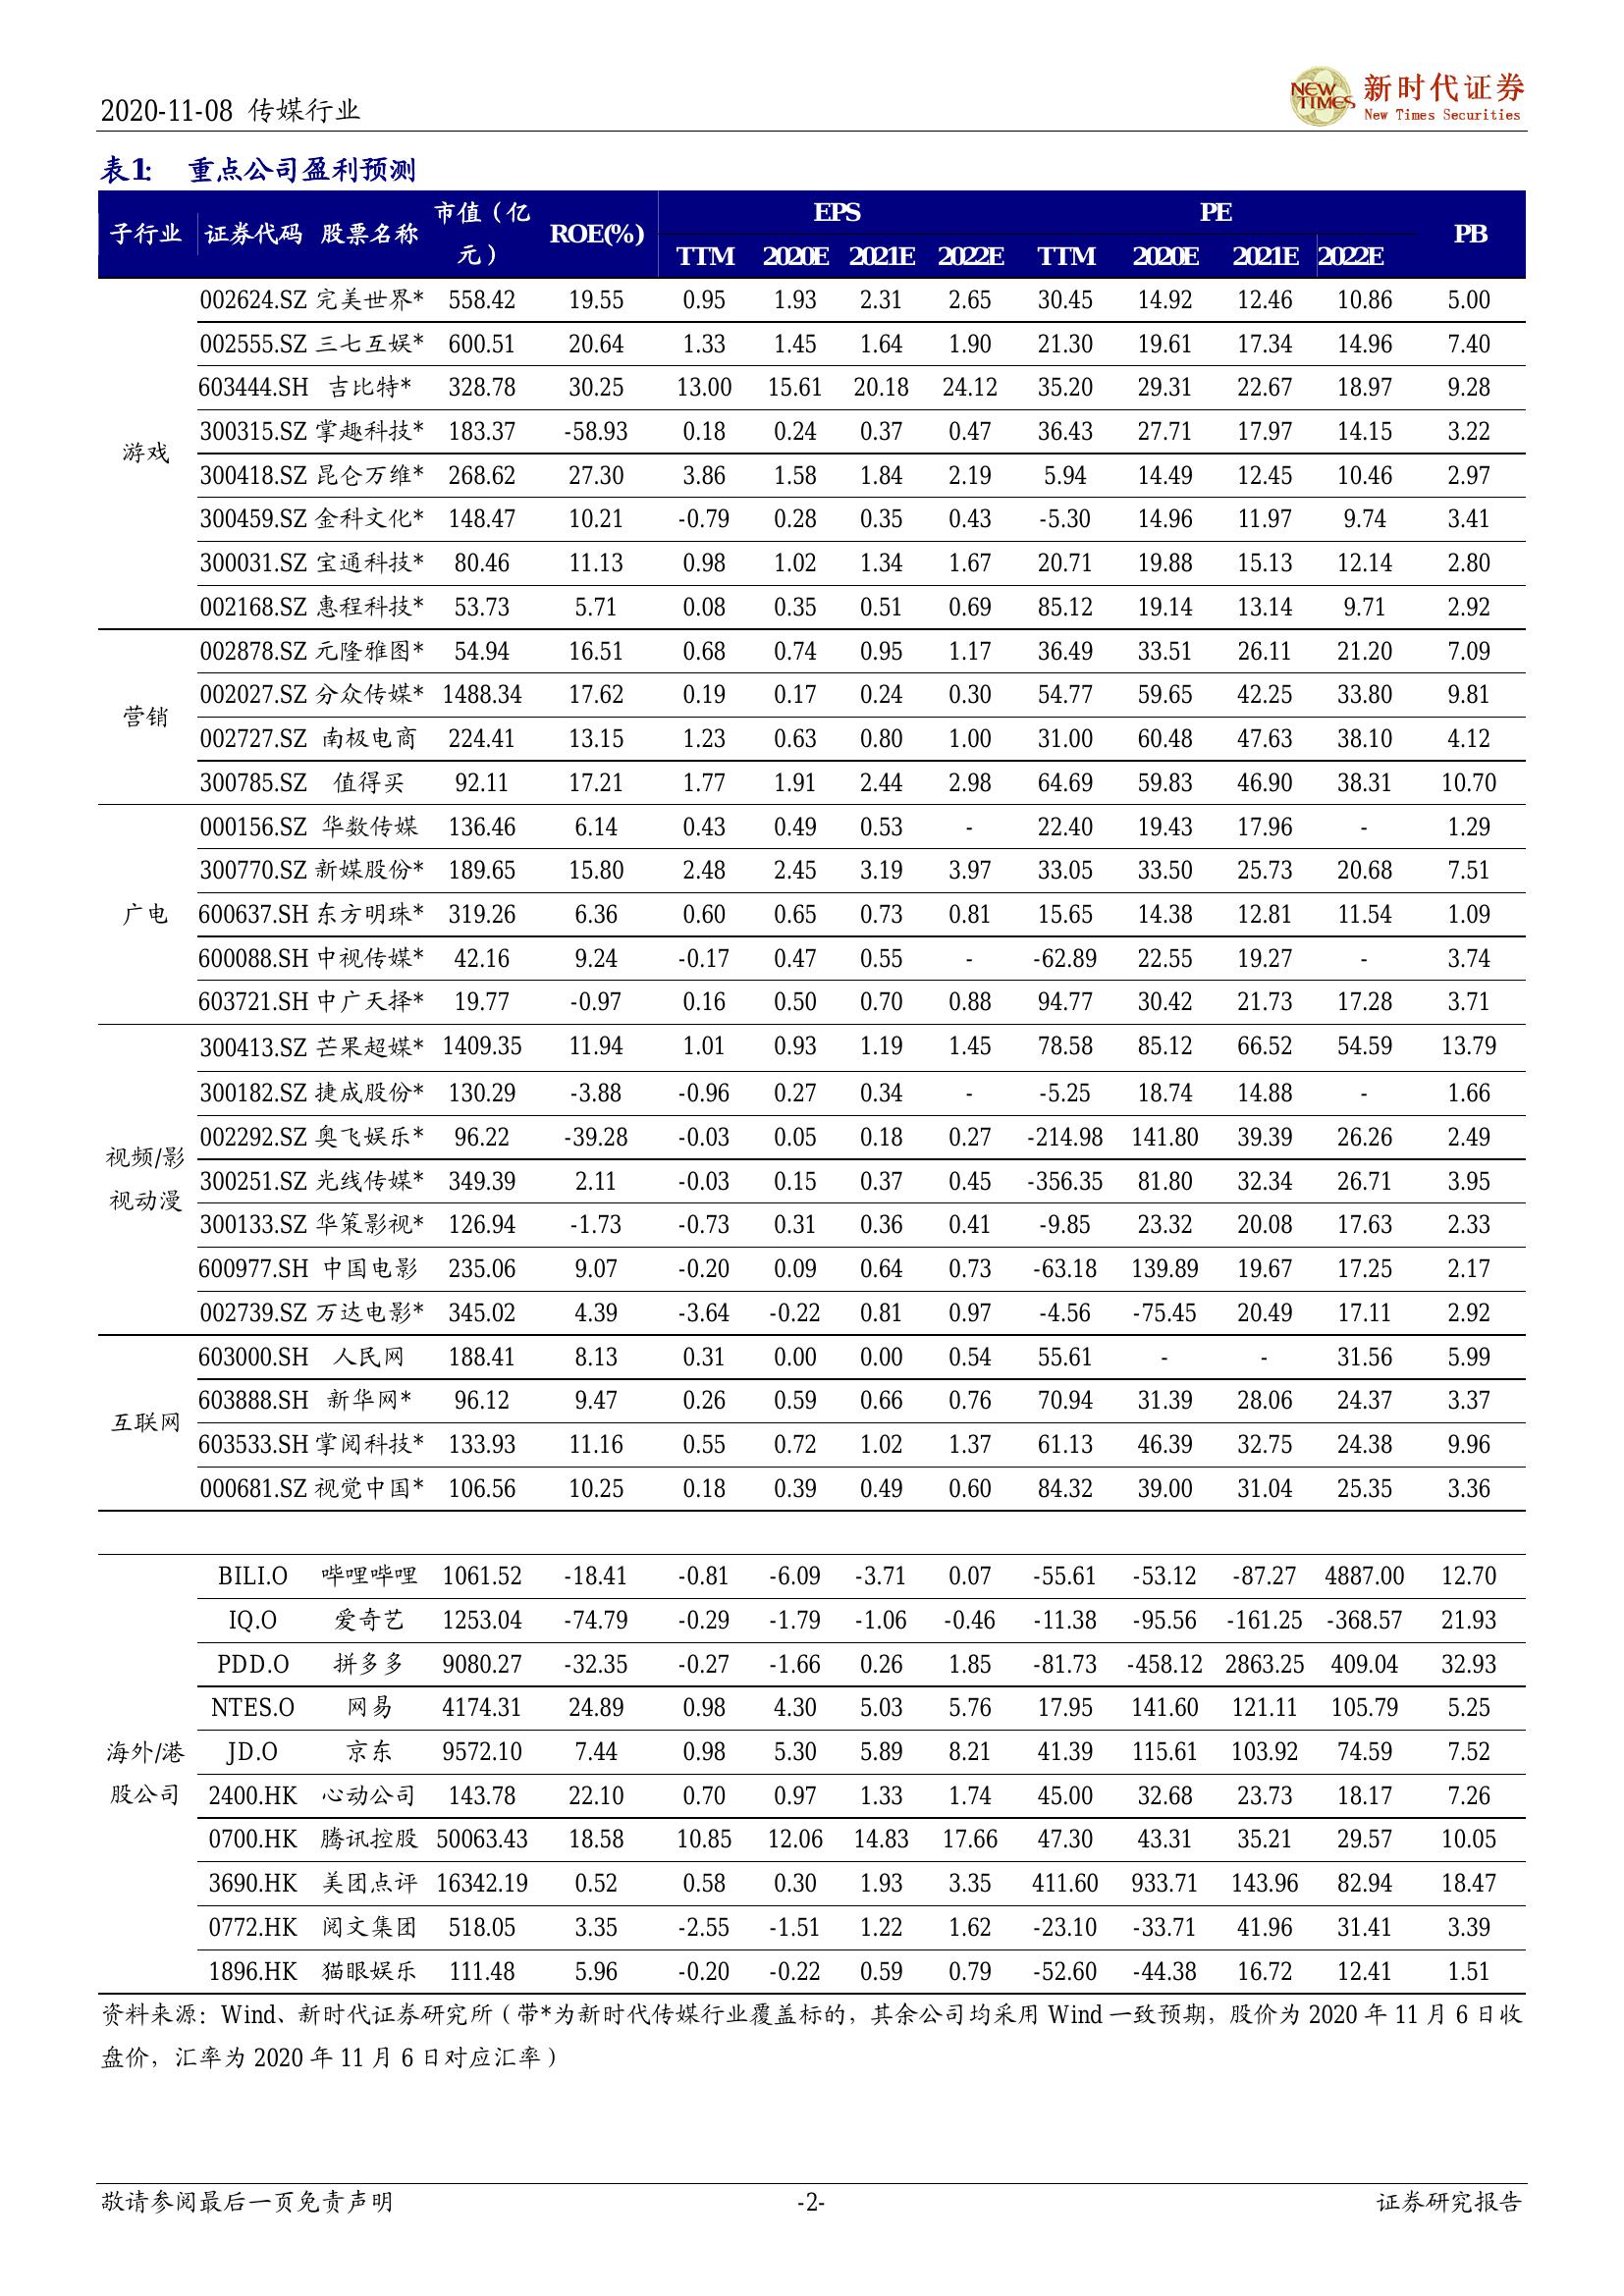 2020-11-08 传媒行业
NEW TIMES 新时代证券
New Times Securities
表1: 重点公司盈利预测
子行业 证券代码 股票名称 市值（亿元） ROE(%) EPS PE PB
TTM 2020E 2021E 2022E TTM 2020E 2021E 2022E
游戏
002624.SZ 完美世界* 558.42 19.55 0.95 1.93 2.31 2.65 30.45 14.92 12.46 10.86 5.00
002555.SZ 三七互娱* 600.51 20.64 1.33 1.45 1.64 1.90 21.30 19.61 17.34 14.96 7.40
603444.SH 吉比特* 328.78 30.25 13.00 15.61 20.18 24.12 35.20 29.31 22.67 18.97 9.28
300315.SZ 掌趣科技* 183.37 -58.93 0.18 0.24 0.37 0.47 36.43 27.71 17.97 14.15 3.22
300418.SZ 昆仑万维* 268.62 27.30 3.86 1.58 1.84 2.19 5.94 14.49 12.45 10.46 2.97
300459.SZ 金科文化* 148.47 10.21 -0.79 0.28 0.35 0.43 -5.30 14.96 11.97 9.74 3.41
300031.SZ 宝通科技* 80.46 11.13 0.98 1.02 1.34 1.67 20.71 19.88 15.13 12.14 2.80
002168.SZ 惠程科技* 53.73 5.71 0.08 0.35 0.51 0.69 85.12 19.14 13.14 9.71 2.92
营销
002878.SZ 元隆雅图* 54.94 16.51 0.68 0.74 0.95 1.17 36.49 33.51 26.11 21.20 7.09
002027.SZ 分众传媒* 1488.34 17.62 0.19 0.17 0.24 0.30 54.77 59.65 42.25 33.80 9.81
002727.SZ 南极电商 224.41 13.15 1.23 0.63 0.80 1.00 31.00 60.48 47.63 38.10 4.12
300785.SZ 值得买 92.11 17.21 1.77 1.91 2.44 2.98 64.69 59.83 46.90 38.31 10.70
广电
000156.SZ 华数传媒 136.46 6.14 0.43 0.49 0.53 - 22.40 19.43 17.96 - 1.29
300770.SZ 新媒股份* 189.65 15.80 2.48 2.45 3.19 3.97 33.05 33.50 25.73 20.68 7.51
600637.SH 东方明珠* 319.26 6.36 0.60 0.65 0.73 0.81 15.65 14.38 12.81 11.54 1.09
600088.SH 中视传媒* 42.16 9.24 -0.17 0.47 0.55 - -62.89 22.55 19.27 - 3.74
603721.SH 中广天择* 19.77 -0.97 0.16 0.50 0.70 0.88 94.77 30.42 21.73 17.28 3.71
视频/影视动漫
300413.SZ 芒果超媒* 1409.35 11.94 1.01 0.93 1.19 1.45 78.58 85.12 66.52 54.59 13.79
300182.SZ 捷成股份* 130.29 -3.88 -0.96 0.27 0.34 - -5.25 18.74 14.88 - 1.66
002292.SZ 奥飞娱乐* 96.22 -39.28 -0.03 0.05 0.18 0.27 -214.98 141.80 39.39 26.26 2.49
300251.SZ 光线传媒* 349.39 2.11 -0.03 0.15 0.37 0.45 -356.35 81.80 32.34 26.71 3.95
300133.SZ 华策影视* 126.94 -1.73 -0.73 0.31 0.36 0.41 -9.85 23.32 20.08 17.63 2.33
600977.SH 中国电影 235.06 9.07 -0.20 0.09 0.64 0.73 -63.18 139.89 19.67 17.25 2.17
002739.SZ 万达电影* 345.02 4.39 -3.64 -0.22 0.81 0.97 -4.56 -75.45 20.49 17.11 2.92
互联网
603000.SH 人民网 188.41 8.13 0.31 0.00 0.00 0.54 55.61 - - 31.56 5.99
603888.SH 新华网* 96.12 9.47 0.26 0.59 0.66 0.76 70.94 31.39 28.06 24.37 3.37
603533.SH 掌阅科技* 133.93 11.16 0.55 0.72 1.02 1.37 61.13 46.39 32.75 24.38 9.96
000681.SZ 视觉中国* 106.56 10.25 0.18 0.39 0.49 0.60 84.32 39.00 31.04 25.35 3.36
海外/港股公司
BILI.O 哔哩哔哩 1061.52 -18.41 -0.81 -6.09 -3.71 0.07 -55.61 -53.12 -87.27 4887.00 12.70
IQ.O 爱奇艺 1253.04 -74.79 -0.29 -1.79 -1.06 -0.46 -11.38 -95.56 -161.25 -368.57 21.93
PDD.O 拼多多 9080.27 -32.35 -0.27 -1.66 0.26 1.85 -81.73 -458.12 2863.25 409.04 32.93
NTES.O 网易 4174.31 24.89 0.98 4.30 5.03 5.76 17.95 141.60 121.11 105.79 5.25
JD.O 京东 9572.10 7.44 0.98 5.30 5.89 8.21 41.39 115.61 103.92 74.59 7.52
2400.HK 心动公司 143.78 22.10 0.70 0.97 1.33 1.74 45.00 32.68 23.73 18.17 7.26
0700.HK 腾讯控股 50063.43 18.58 10.85 12.06 14.83 17.66 47.30 43.31 35.21 29.57 10.05
3690.HK 美团点评 16342.19 0.52 0.58 0.30 1.93 3.35 411.60 933.71 143.96 82.94 18.47
0772.HK 阅文集团 518.05 3.35 -2.55 -1.51 1.22 1.62 -23.10 -33.71 41.96 31.41 3.39
1896.HK 猫眼娱乐 111.48 5.96 -0.20 -0.22 0.59 0.79 -52.60 -44.38 16.72 12.41 1.51
资料来源：Wind、新时代证券研究所（带*为新时代传媒行业覆盖标的，其余公司均采用 Wind 一致预期，股价为 2020 年 11 月 6 日收
盘价，汇率为 2020 年 11 月 6 日对应汇率）
敬请参阅最后一页免责声明 -2- 证券研究报告